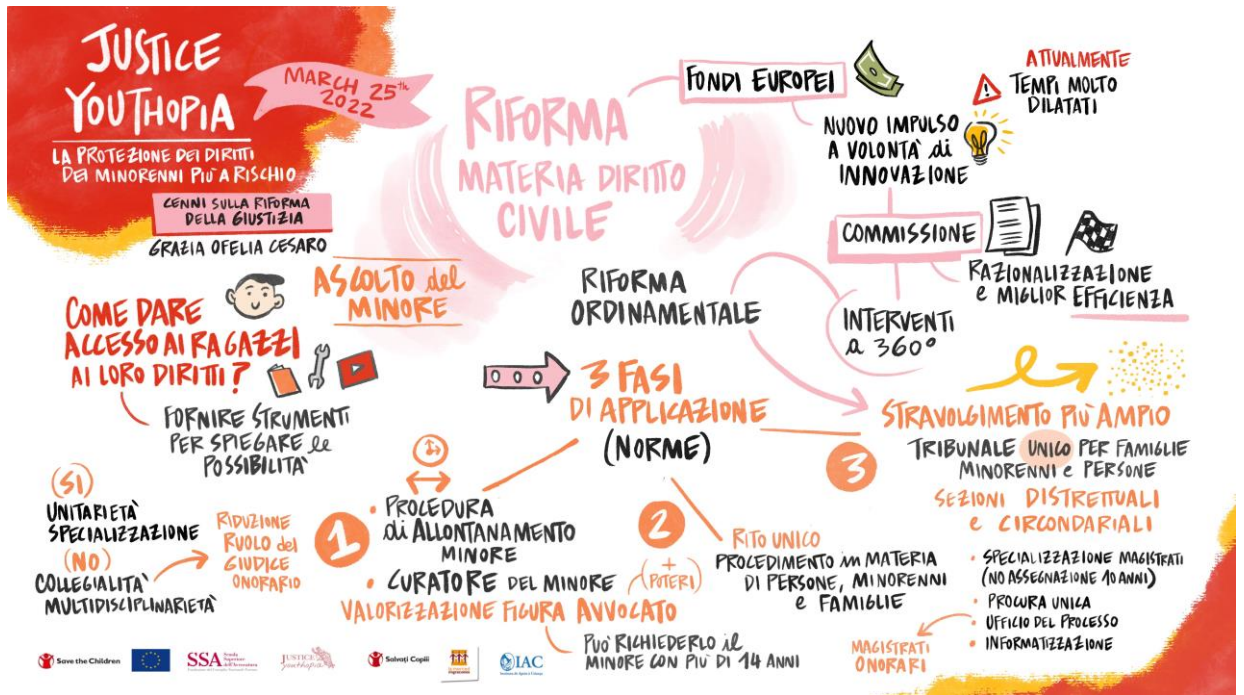 JUSTICE
YOUTHOPIA
MARCH 25th
2022
LA PROTEZIONE DEI DIRITTI
DEI MINORENNI PIÙ A RISCHIO
CENNI SULLA RIFORMA
DELLA GIUSTIZIA
GRAZIA OFELIA CESARO
RIFORMA
MATERIA DIRITTO
CIVILE
FONDI EUROPEI
ATTUALMENTE
TEMPI MOLTO
DILATATI
NUOVO IMPULSO
A VOLONTÀ di
INNOVAZIONE
COMMISSIONE
RAZIONALIZZAZIONE
e MIGLIOR EFFICIENZA
INTERVENTI
a 360°
RIFORMA
ORDINAMENTALE
ASCOLTO del
MINORE
COME DARE
ACCESSO AI RAGAZZI
AI LORO DIRITTI?
FORNIRE STRUMENTI
PER SPIEGARE le
POSSIBILITÀ
(SI)
UNITARIETÀ
SPECIALIZZAZIONE
(NO)
COLLEGIALITÀ
MULTIDISCIPLINARIETÀ
RIDUZIONE
RUOLO del
GIUDICE
ONORARIO
3 FASI
DI APPLICAZIONE
(NORME)
1
• PROCEDURA
di ALLONTANAMENTO
MINORE
• CURATORE DEL MINORE
(+
POTERI)
VALORIZZAZIONE FIGURA AVVOCATO
PUÒ RICHIEDERLO il
MINORE CON PIÙ DI 14 ANNI
2
RITO UNICO
PROCEDIMENTO in MATERIA
DI PERSONE, MINORENNI
e FAMIGLIE
3
STRAVOLGIMENTO PIÙ AMPIO
TRIBUNALE UNICO PER FAMIGLIE
MINORENNI e PERSONE
SEZIONI DISTRETTUALI
e CIRCONDARIALI
• SPECIALIZZAZIONE MAGISTRATI
(NO ASSEGNAZIONE 10 ANNI)
• PROCURA UNICA
• UFFICIO DEL PROCESSO
• INFORMATIZZAZIONE
MAGISTRATI
ONORARI
Save the Children
SSA
Scuola
Superiore
dell'Avvocatura
JUSTICE
youthopia
Salvați Copiii
IAC